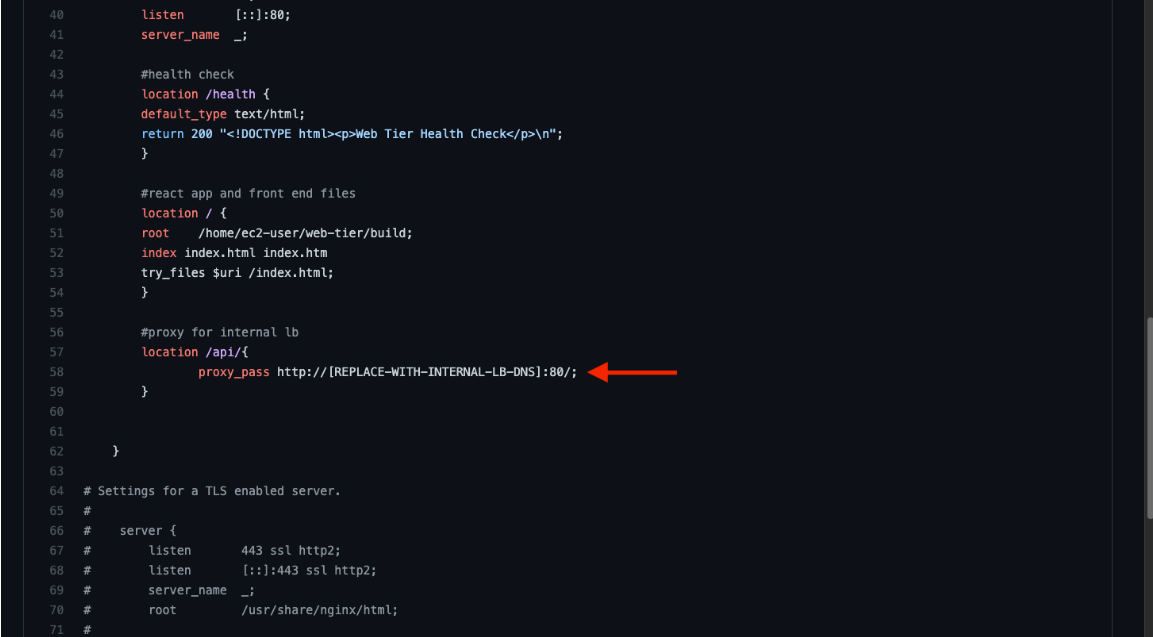 40 listen [::]:80;
41 server_name _;
42
43 #health check
44 location /health {
45 default_type text/html;
46 return 200 "<!DOCTYPE html><p>Web Tier Health Check</p>\n";
47 }
48
49 #react app and front end files
50 location / {
51 root /home/ec2-user/web-tier/build;
52 index index.html index.htm
53 try_files $uri /index.html;
54 }
55
56 #proxy for internal lb
57 location /api/{
58 proxy_pass http://[REPLACE-WITH-INTERNAL-LB-DNS]:80/;
59 }
60
61
62 }
63
64 # Settings for a TLS enabled server.
65 #
66 # server {
67 # listen 443 ssl http2;
68 # listen [::]:443 ssl http2;
69 # server_name _;
70 # root /usr/share/nginx/html;
71 #